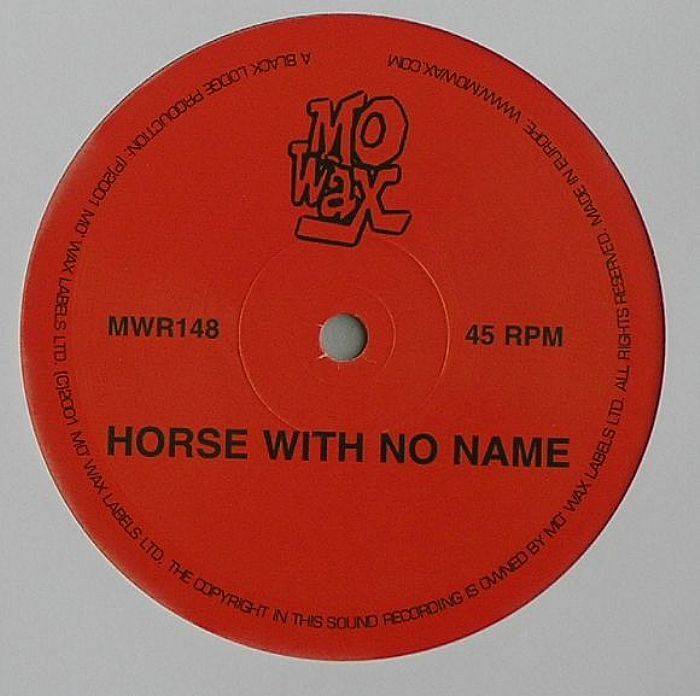 MO
WAX
MWR148
45 RPM
HORSE WITH NO NAME
A BLACK LODGE PRODUCTION. (P)2001 MO' WAX LABELS LTD. (C)2001 MO' WAX LABELS LTD. THE COPYRIGHT IN THIS SOUND RECORDING IS OWNED BY MO' WAX LABELS LTD. ALL RIGHTS RESERVED. MADE IN EUROPE. WWW.MOWAX.COM